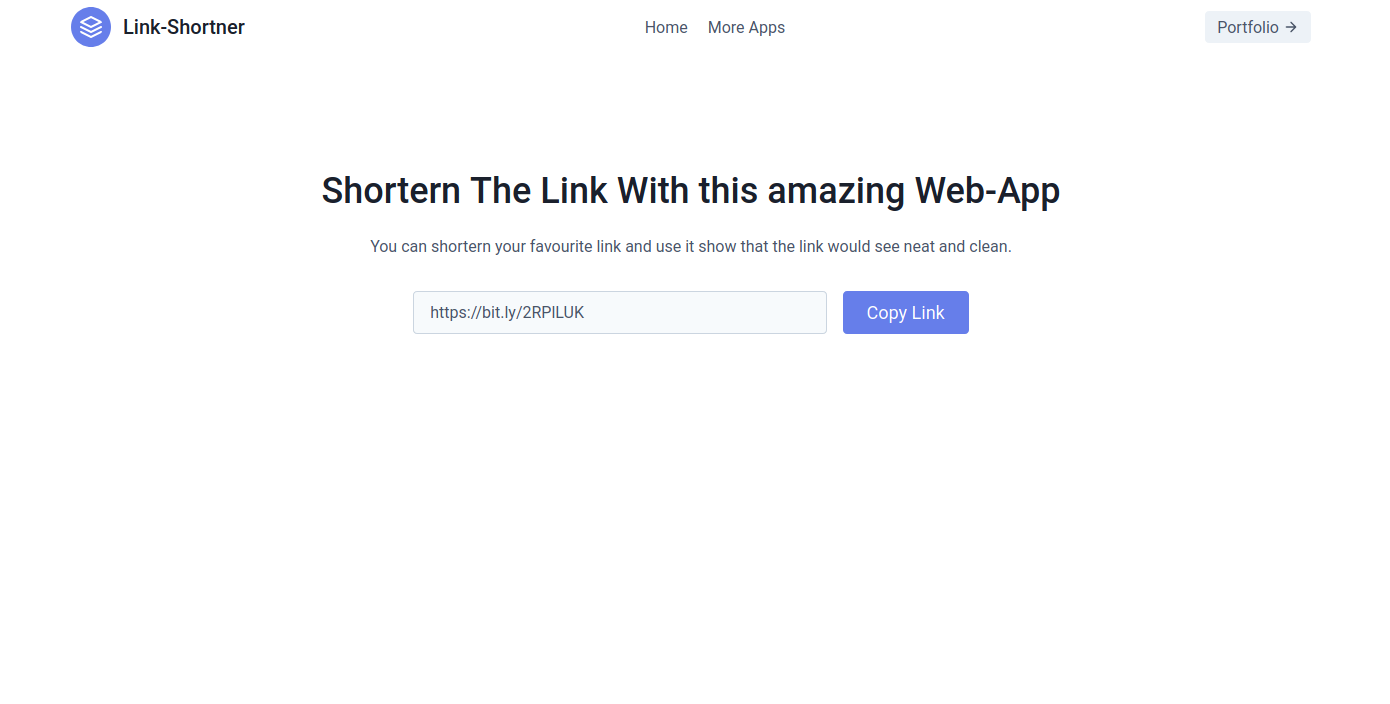 Link-Shortner
Home
More Apps
Portfolio
Shortern The Link With this amazing Web-App
You can shortern your favourite link and use it show that the link would see neat and clean.
https://bit.ly/2RPlLUK
Copy Link